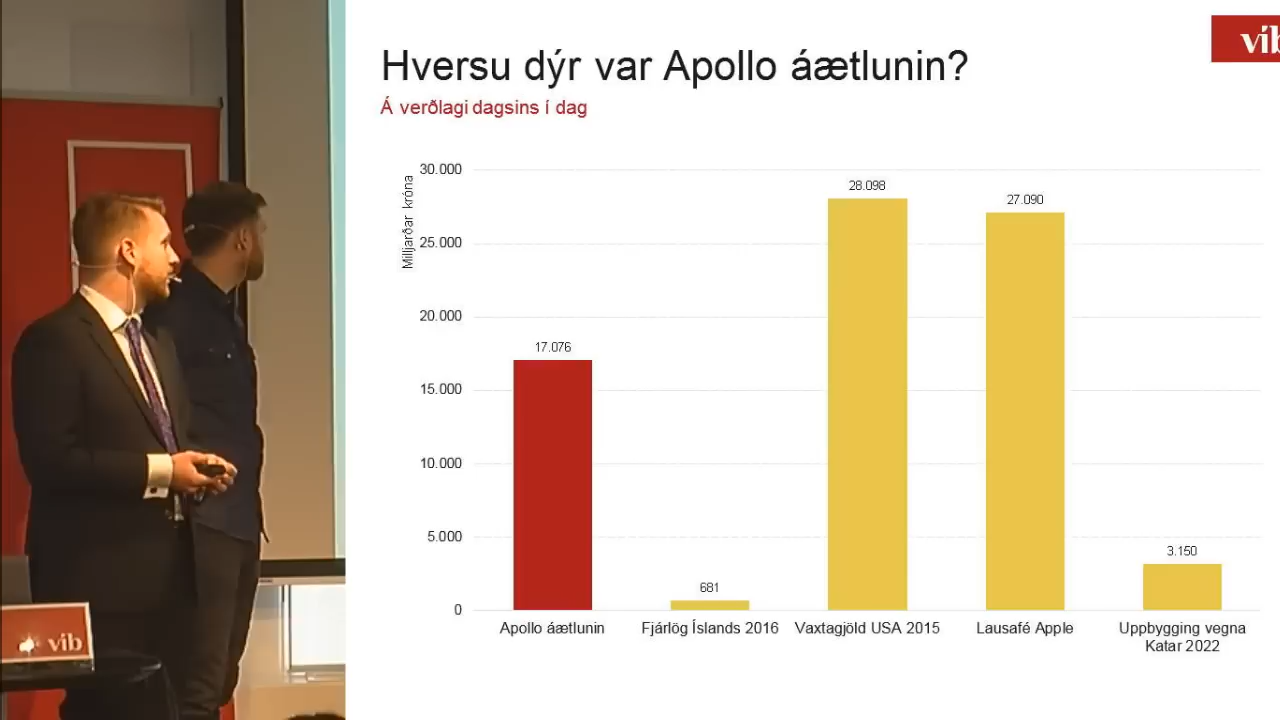 Hversu dýr var Apollo áætlunin?
Á verðlagi dagsins í dag
Milljarðar króna
30.000
25.000
20.000
15.000
10.000
5.000
0
17.076
681
28.098
27.090
3.150
Apollo áætlunin
Fjárlög Íslands 2016
Vaxtagjöld USA 2015
Lausafé Apple
Uppbygging vegna
Katar 2022
víb
víb